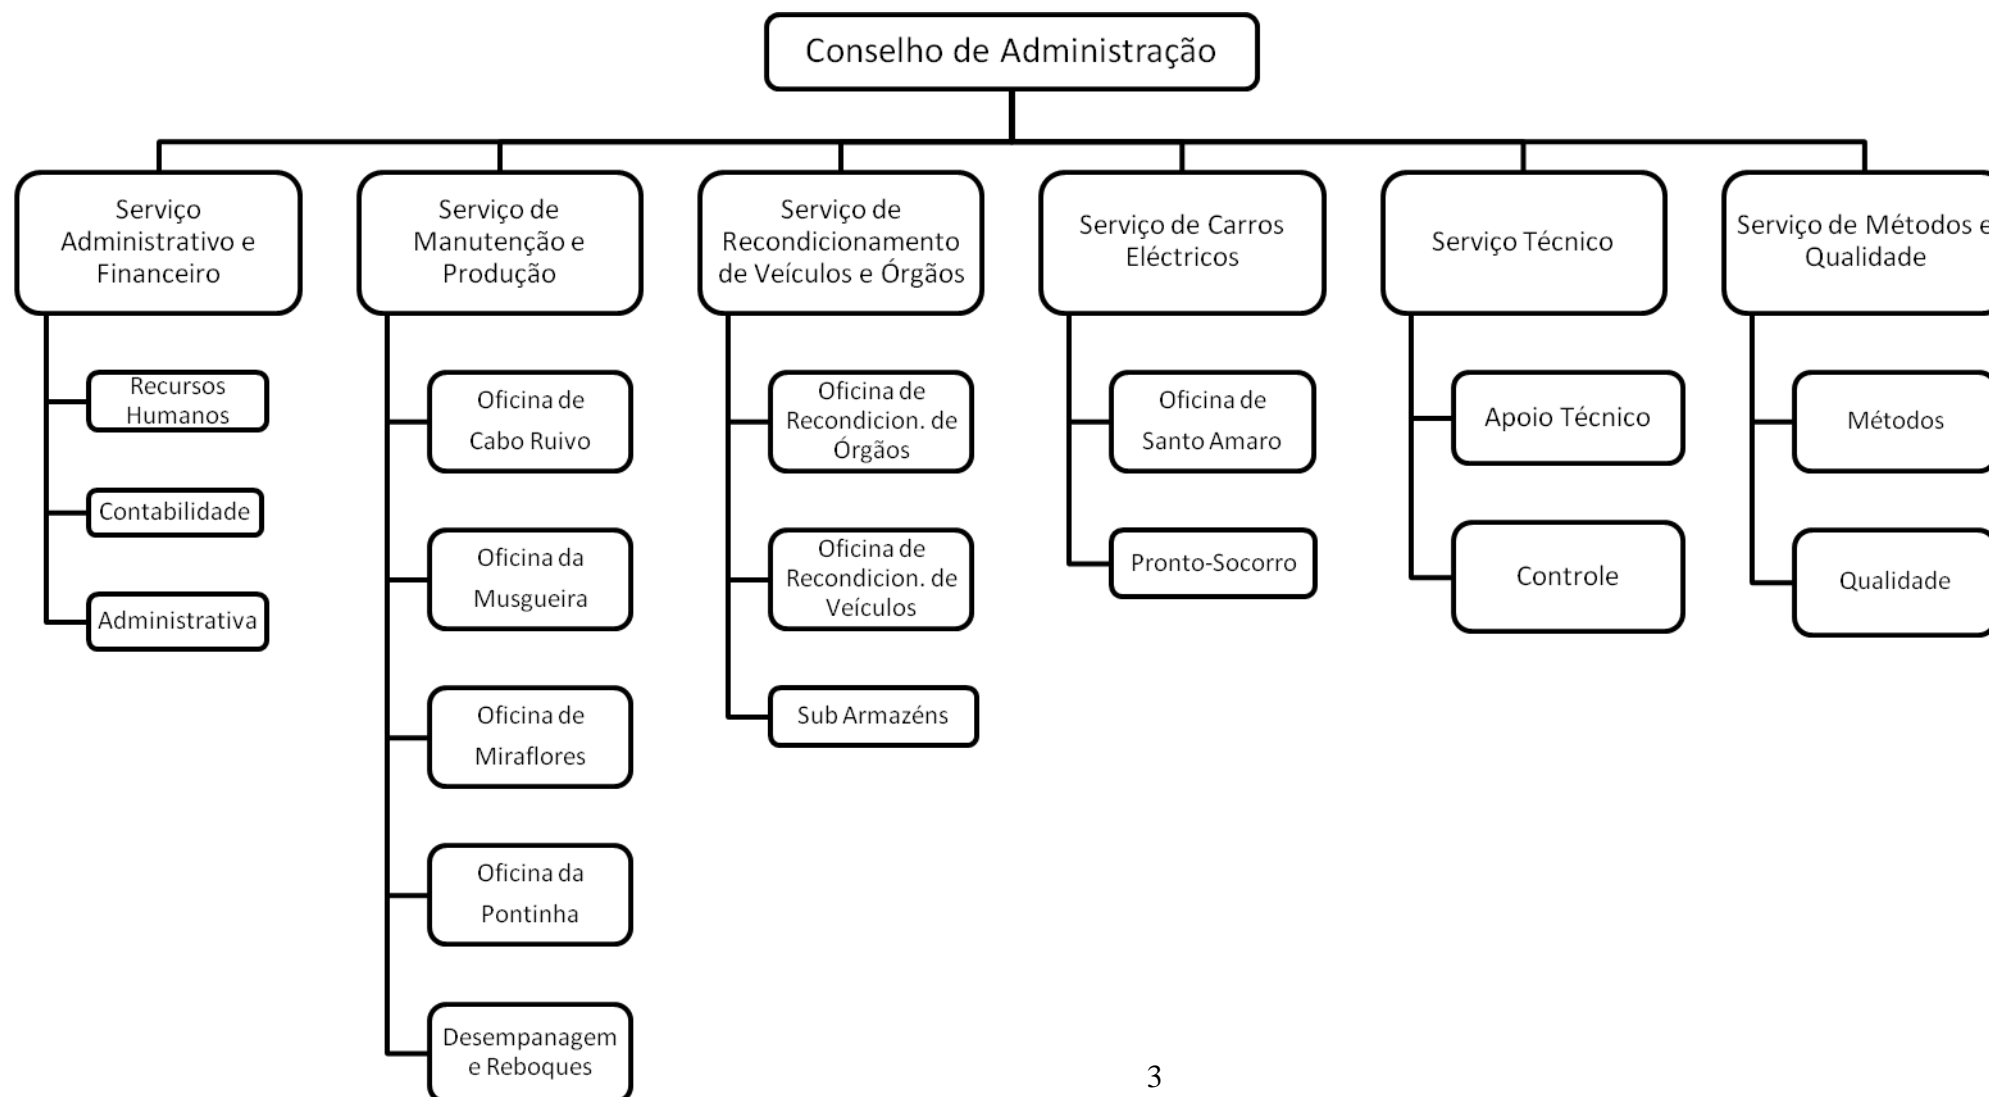 Conselho de Administração
Serviço
Administrativo e
Financeiro
Recursos
Humanos
Contabilidade
Administrativa
Serviço de
Manutenção e
Produção
Oficina de
Cabo Ruivo
Oficina da
Musgueira
Oficina de
Miraflores
Oficina da
Pontinha
Desempanagem
e Reboques
Serviço de
Recondicionamento
de Veículos e Órgãos
Oficina de
Recondicion. de
Órgãos
Oficina de
Recondicion. de
Veículos
Sub Armazéns
Serviço de Carros
Eléctricos
Oficina de
Santo Amaro
Pronto-Socorro
Serviço Técnico
Apoio Técnico
Controle
Serviço de Métodos e
Qualidade
Métodos
Qualidade
3